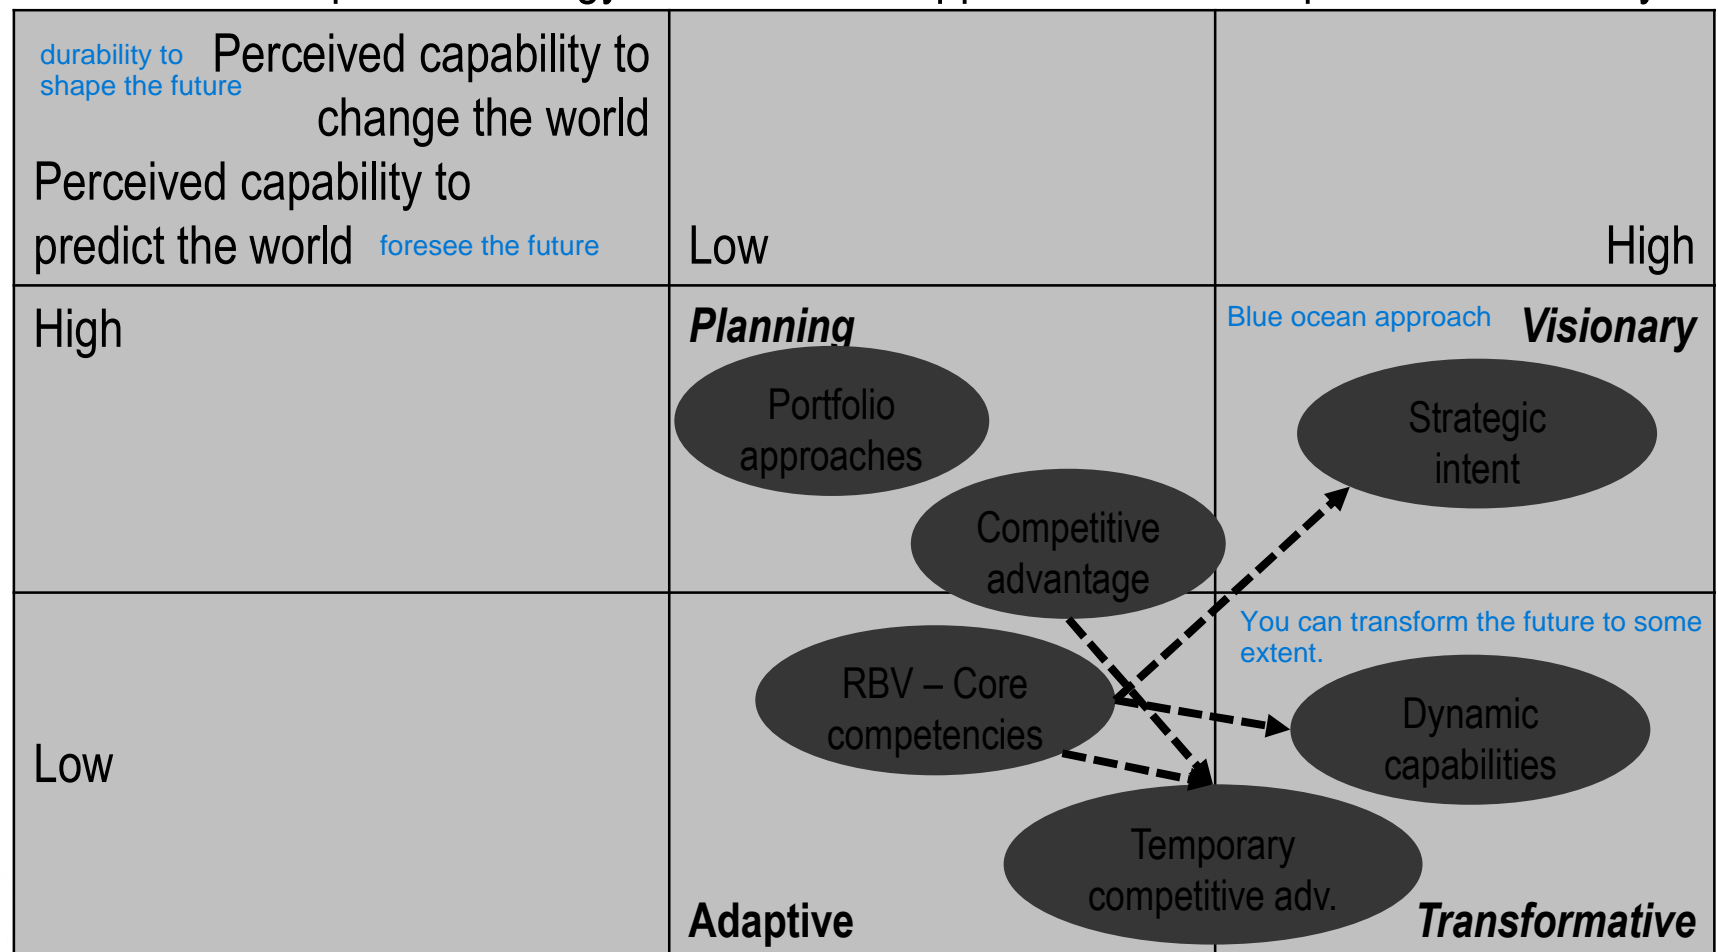 durability to
shape the future
Perceived capability to
change the world
Perceived capability to
predict the world
foresee the future
Low
High
High
Planning
Blue ocean approach
Visionary
Portfolio
approaches
Strategic
intent
Competitive
advantage
Low
You can transform the future to some
extent.
RBV – Core
competencies
Dynamic
capabilities
Temporary
competitive adv.
Adaptive
Transformative